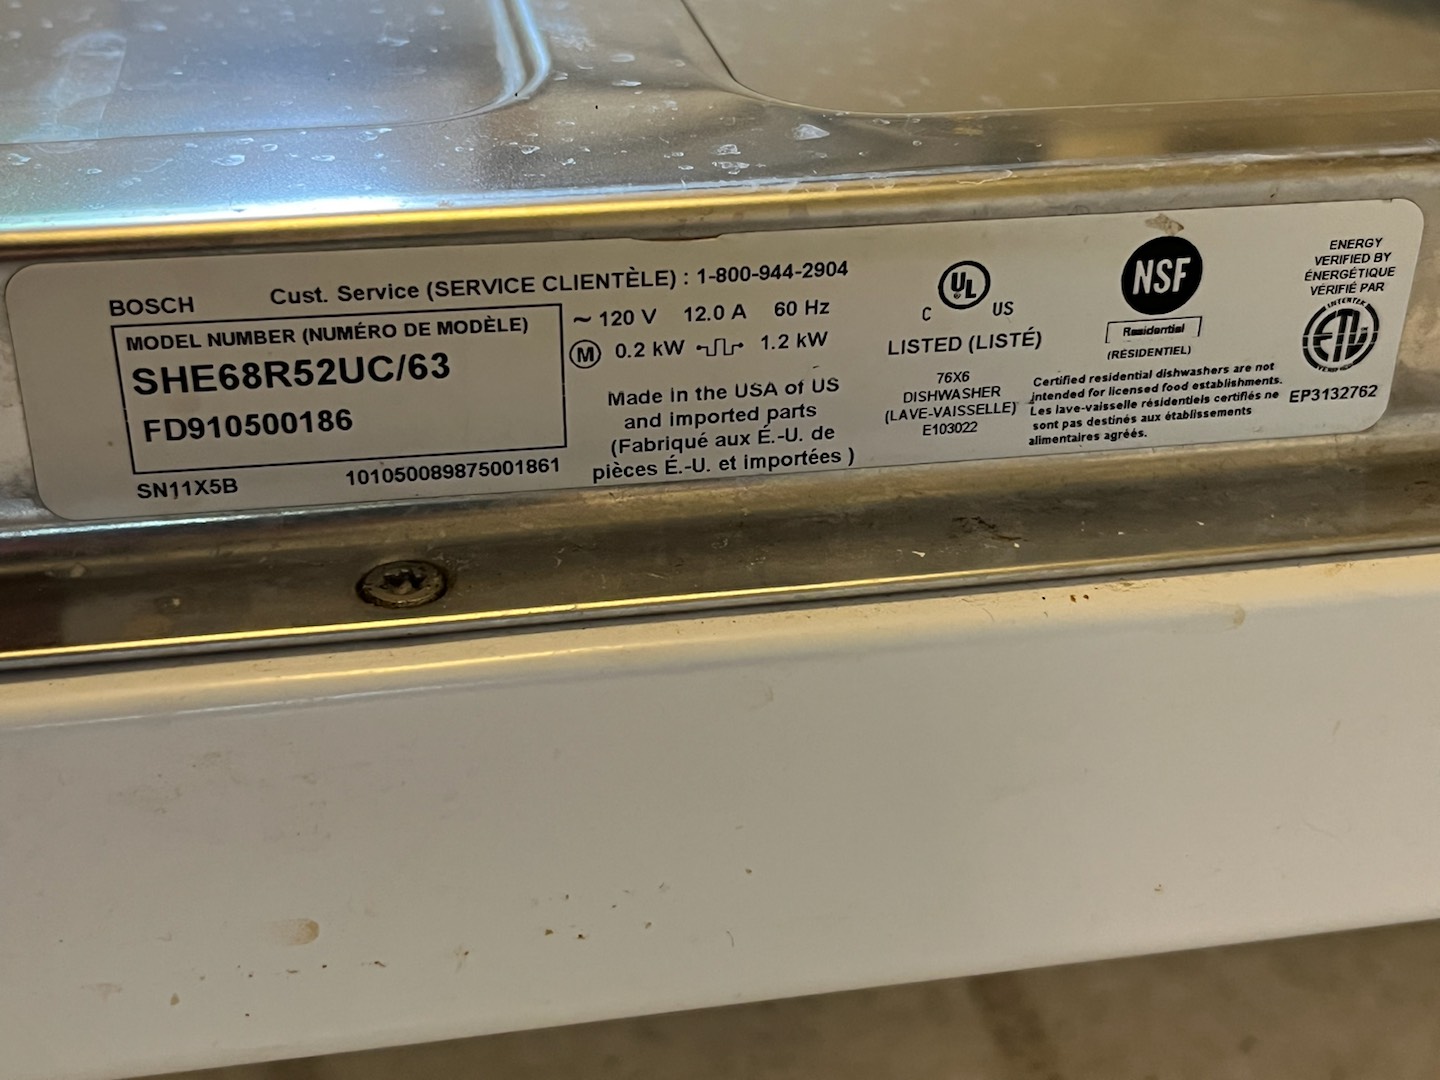 BOSCH
Cust. Service (SERVICE CLIENTÈLE) : 1-800-944-2904
MODEL NUMBER (NUMÉRO DE MODÈLE)
SHE68R52UC/63
FD910500186
SN11X5B
101050089875001861
~ 120 V 12.0 A 60 Hz
M 0.2 kW 1.2 kW
Made in the USA of US
and imported parts
(Fabriqué aux É.-U. de
pièces É.-U. et importées )
UL
C US
LISTED (LISTÉ)
76X6
DISHWASHER
(LAVE-VAISSELLE)
E103022
NSF
Residential
(RÉSIDENTIEL)
Certified residential dishwashers are not
intended for licensed food establishments.
Les lave-vaisselle résidentiels certifiés ne
sont pas destinés aux établissements
alimentaires agréés.
ENERGY
VERIFIED BY
ÉNERGÉTIQUE
VÉRIFIÉ PAR
INTERTEK
ETL
EP3132762